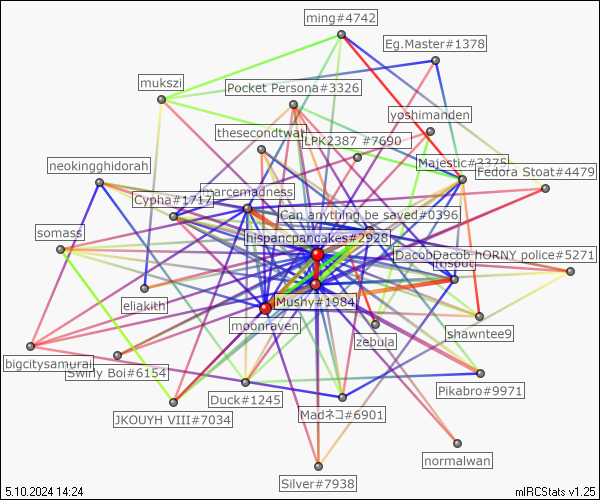 ming#4742
Eg.Master#1378
mukszi
Pocket Persona#3326
yoshimanden
thesecondtwat
LPK2387 #7690
neokingghidorah
Majestic#3375
Fedora Stoat#4479
Cypha#1717
marcemadness
Can anything be saved#0396
somass
hispancpancakes#2928
DacobDacob hORNY police#5271
eliakith
Mushy#1984
moonraven
shawntee9
zebula
bigcitysamurai
Swirly Boi#6154
Duck#1245
Pikabro#9971
JKOUYH VIII#7034
Madネコ#6901
normalwan
Silver#7938
5.10.2024 14:24
mIRCStats v1.25